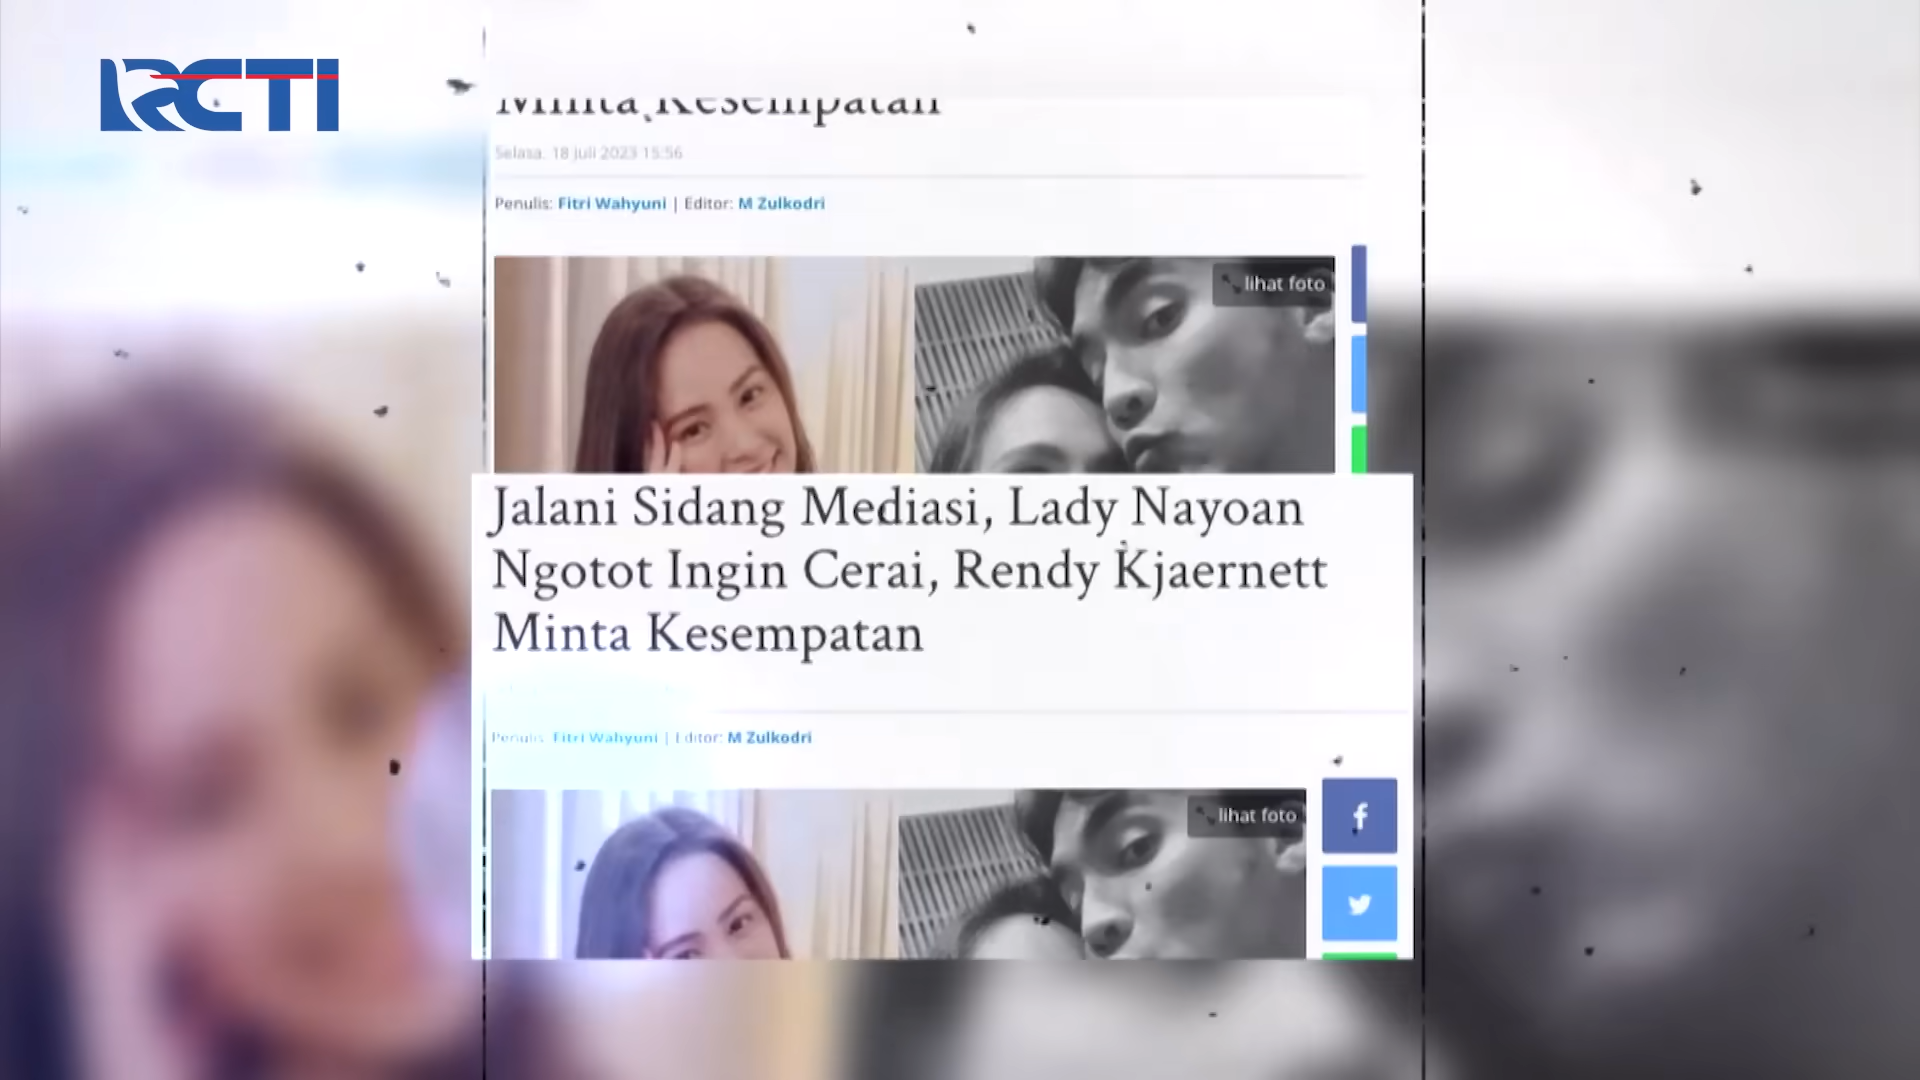 RCTI
Minta Kesempatan
Selasa, 18 Juli 2023 15:56
Penulis: Fitri Wahyuni | Editor: M Zulkodri
lihat foto
Jalani Sidang Mediasi, Lady Nayoan
Ngotot Ingin Cerai, Rendy Kjaernett
Minta Kesempatan
Penulis: Fitri Wahyuni | Editor: M Zulkodri
lihat foto